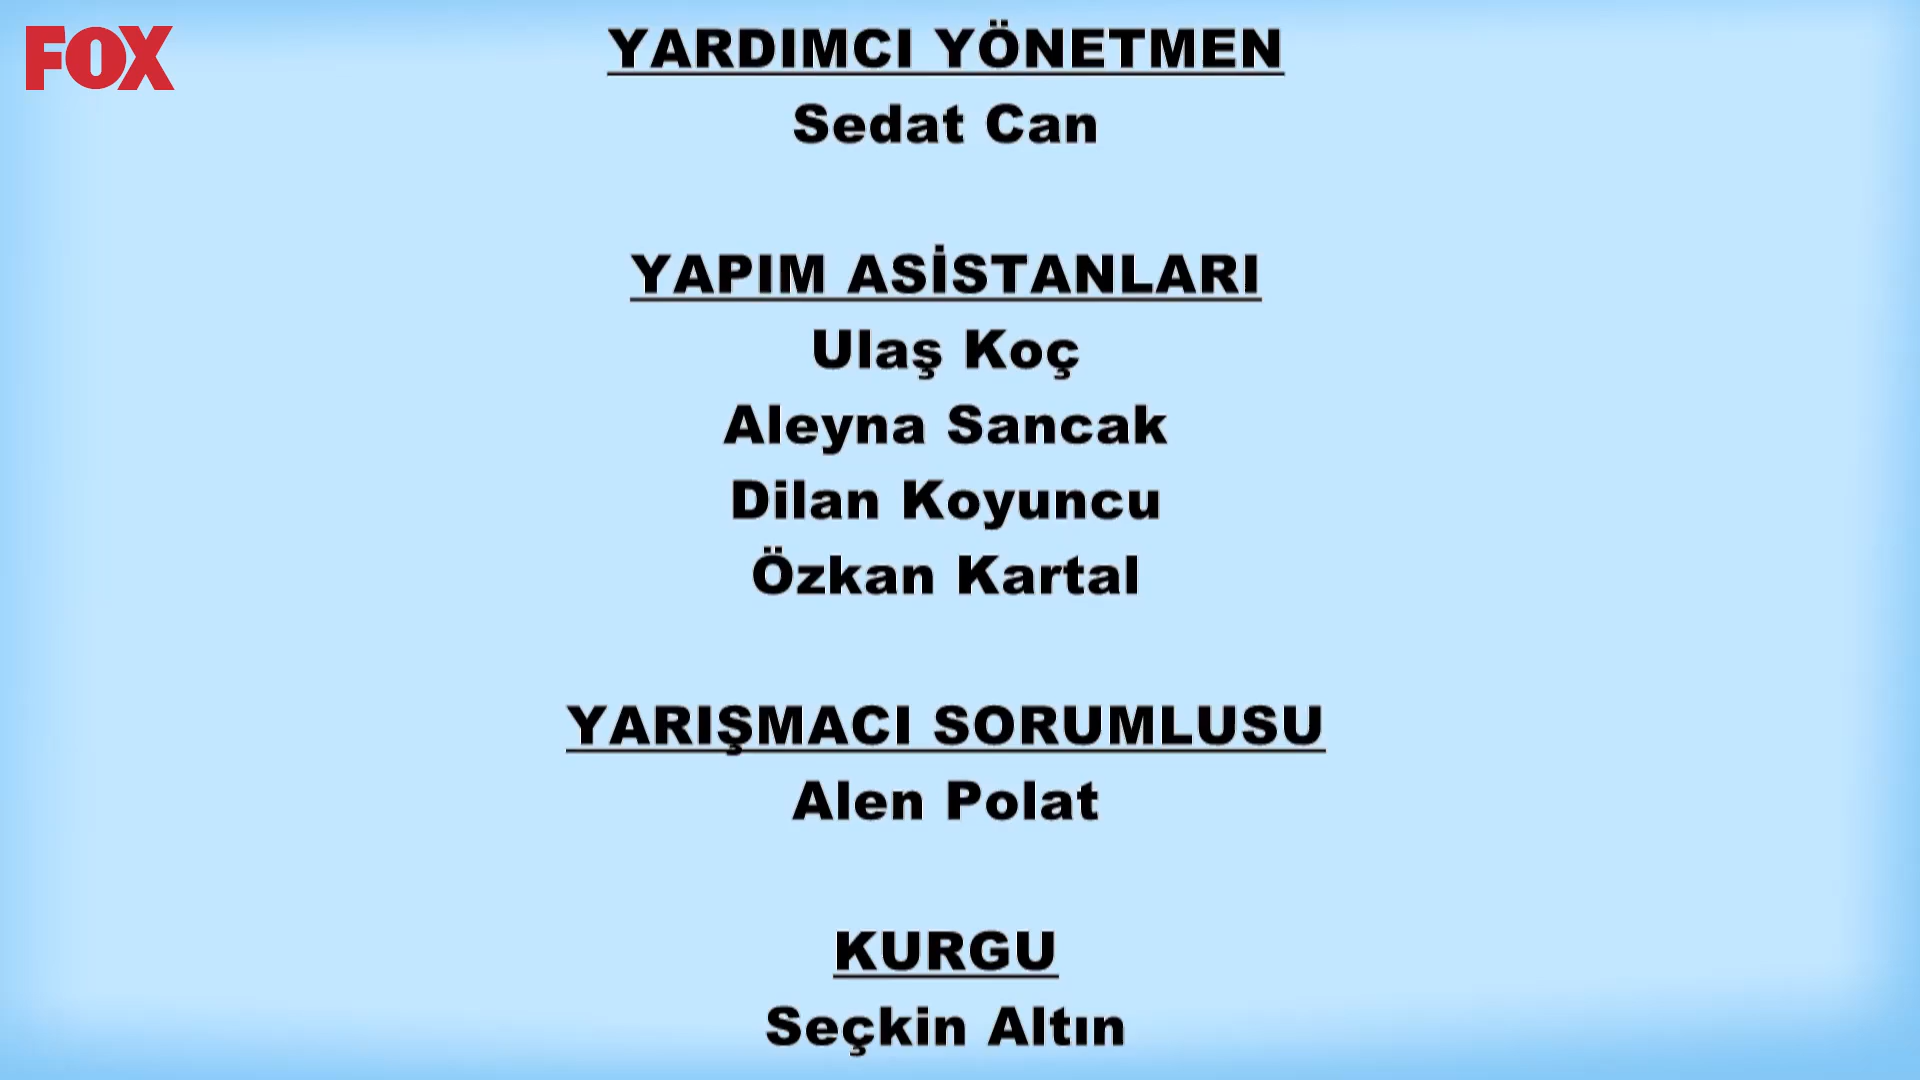 FOX
YARDIMCI YÖNETMEN
Sedat Can
YAPIM ASİSTANLARI
Ulaş Koç
Aleyna Sancak
Dilan Koyuncu
Özkan Kartal
YARIŞMACI SORUMLUSU
Alen Polat
KURGU
Seçkin Altın